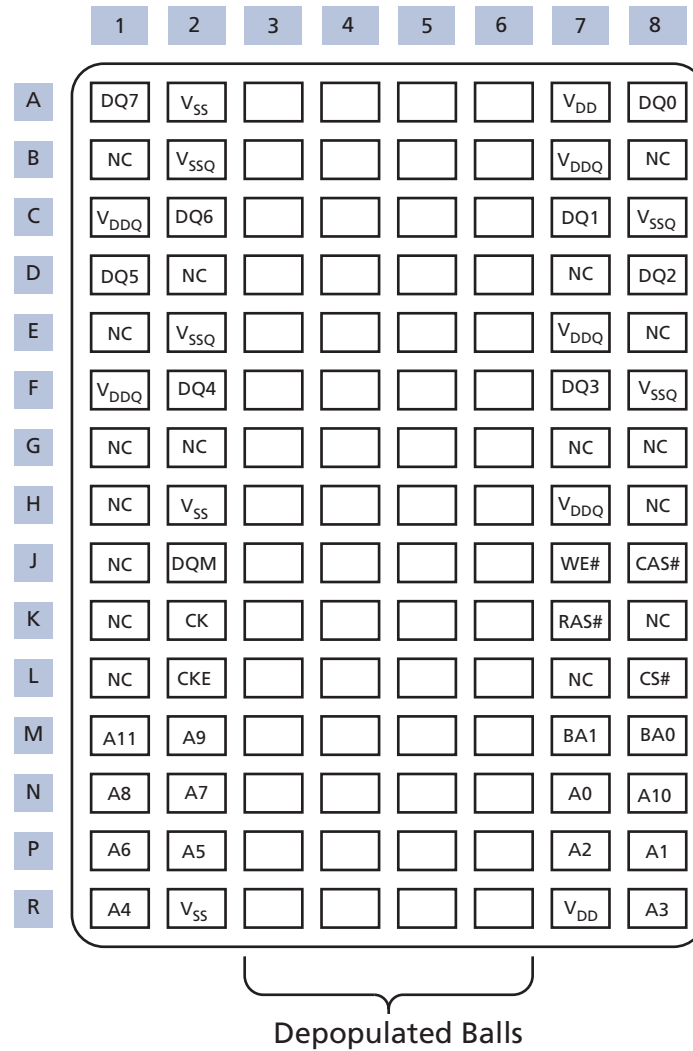 1 2 3 4 5 6 7 8
A DQ7 VSS VDD DQ0
B NC VSSQ VDDQ NC
C VDDQ DQ6 DQ1 VSSQ
D DQ5 NC NC DQ2
E NC VSSQ VDDQ NC
F VDDQ DQ4 DQ3 VSSQ
G NC NC NC NC
H NC VSS VDDQ NC
J NC DQM WE# CAS#
K NC CK RAS# NC
L NC CKE NC CS#
M A11 A9 BA1 BA0
N A8 A7 A0 A10
P A6 A5 A2 A1
R A4 VSS VDD A3
Depopulated Balls